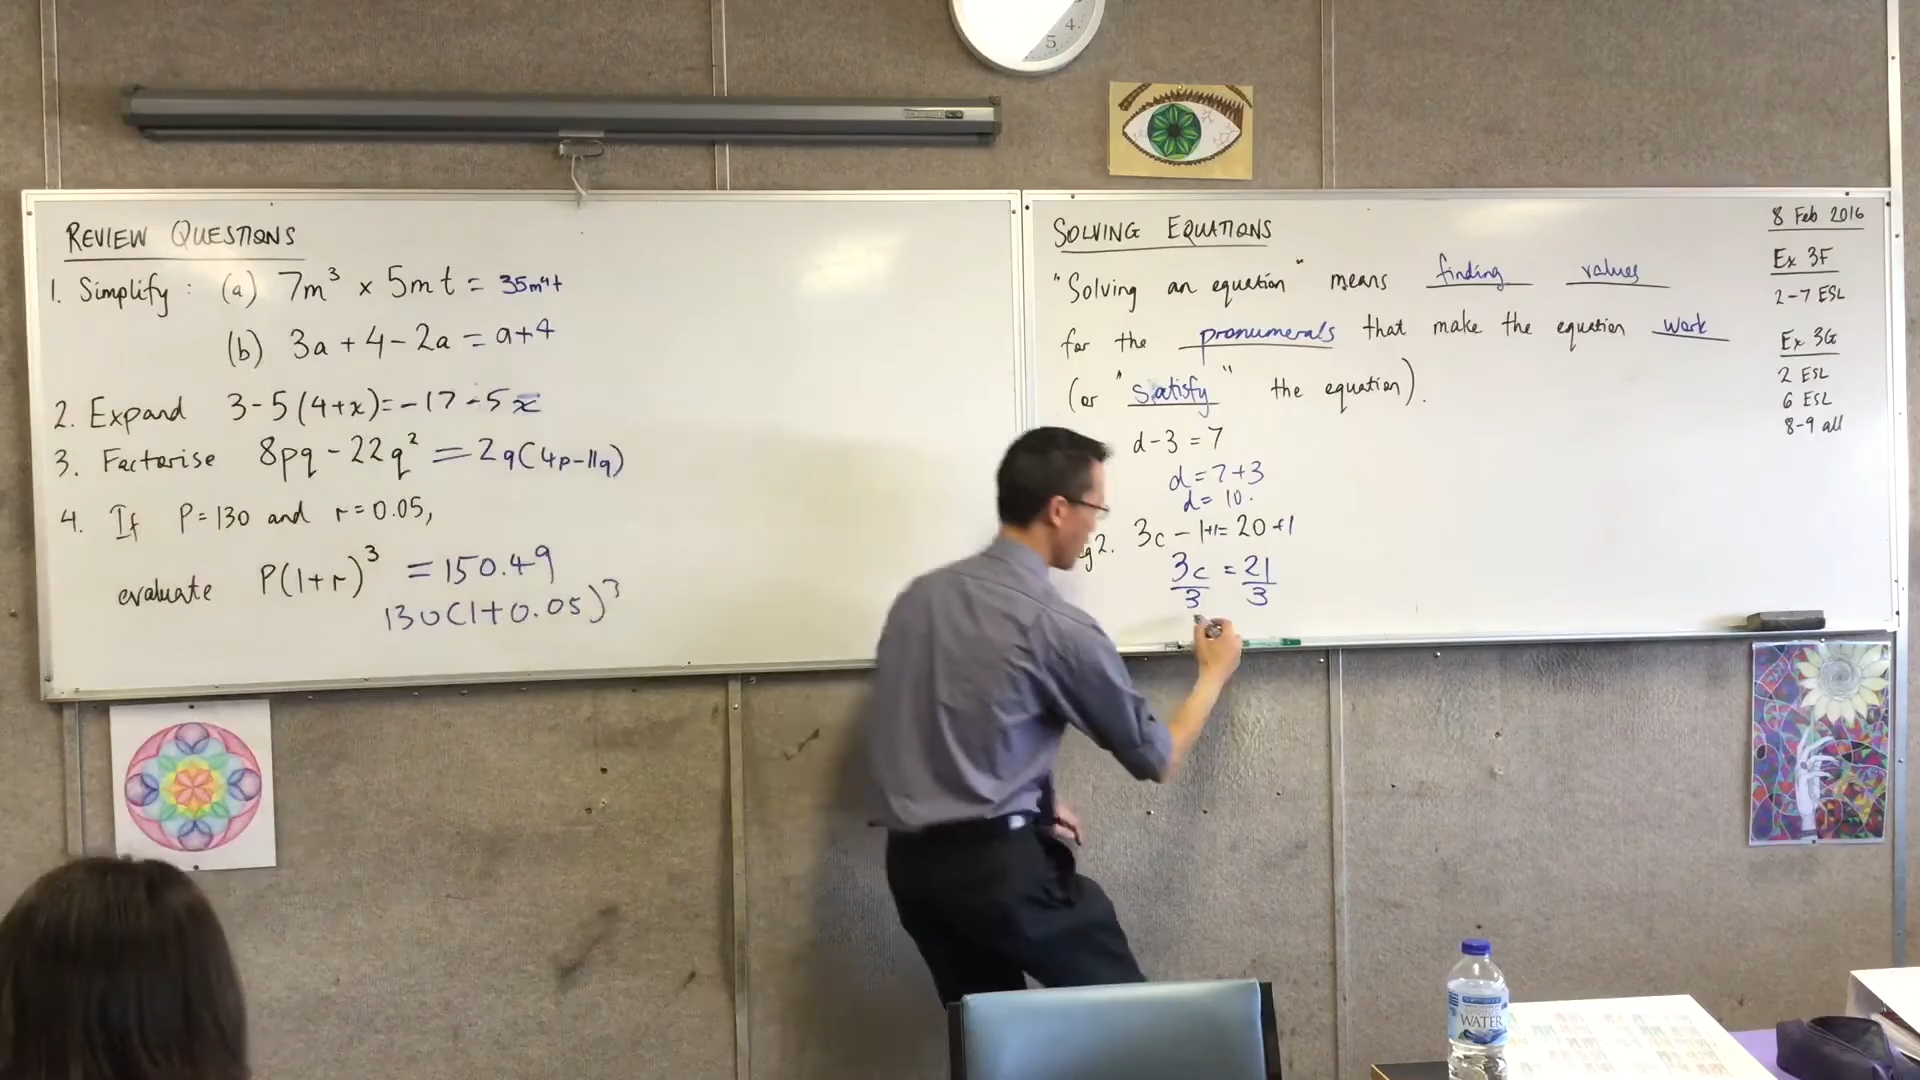 REVIEW QUESTIONS
1. Simplify : (a) 7m³ × 5mt = 35m⁴t
(b) 3a + 4 - 2a = a+4
2. Expand 3-5(4+x)=-17-5x
3. Factorise 8pq - 22q² = 2q(4p-11q)
4. If P=130 and r=0.05,
evaluate P(1+r)³ = 150.49
130(1+0.05)³
SOLVING EQUATIONS
"Solving an equation" means finding values
for the pronumerals that make the equation work
(or "satisfy" the equation).
d-3 = 7
d = 7+3
d = 10.
g 2. 3c - 1+1= 20 +1
3c = 21
3 3
8 Feb 2016
Ex 3F
2-7 ESL
Ex 3G
2 ESL
6 ESL
8-9 all
4
5
WATER